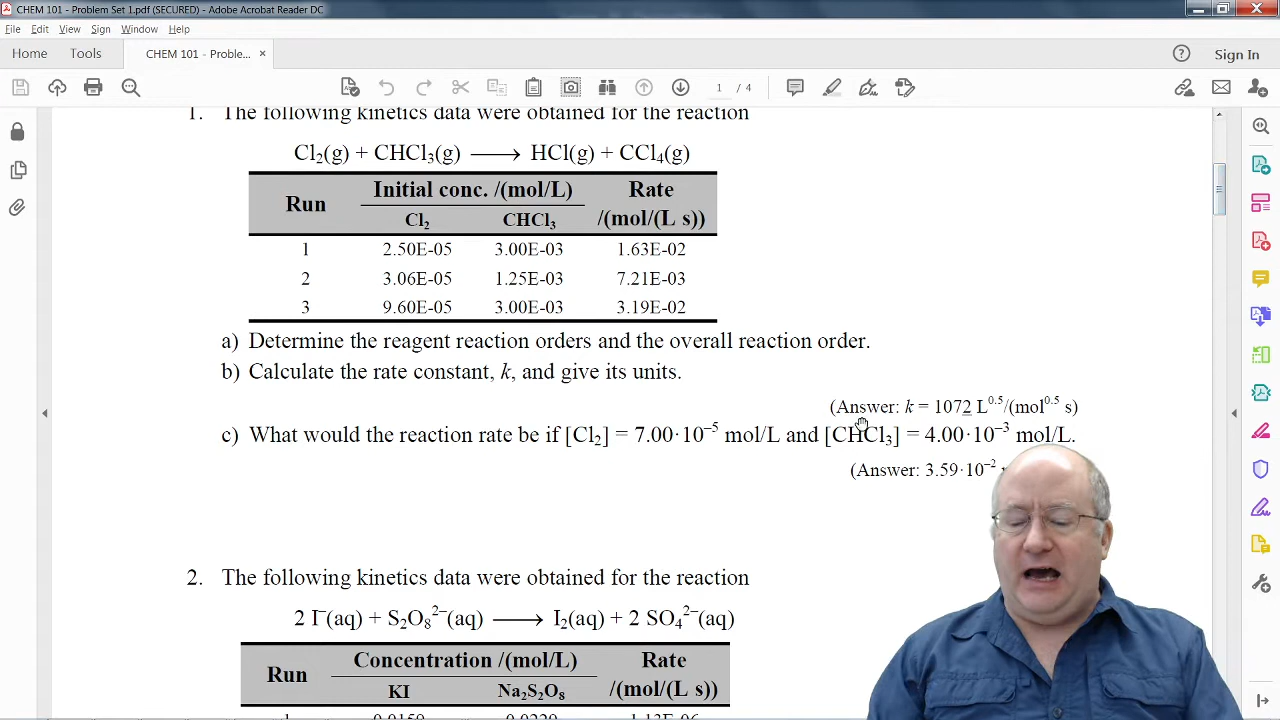 CHEM 101 - Problem Set 1.pdf (SECURED) - Adobe Acrobat Reader DC
File Edit View Sign Window Help
Home Tools CHEM 101 - Proble... × Sign In
1 / 4
1. The following kinetics data were obtained for the reaction
Cl₂(g) + CHCl₃(g) ⟶ HCl(g) + CCl₄(g)
Run Initial conc. /(mol/L) Rate
Cl₂ CHCl₃ /(mol/(L s))
1 2.50E-05 3.00E-03 1.63E-02
2 3.06E-05 1.25E-03 7.21E-03
3 9.60E-05 3.00E-03 3.19E-02
a) Determine the reagent reaction orders and the overall reaction order.
b) Calculate the rate constant, k, and give its units.
(Answer: k = 1072 L^0.5/(mol^0.5 s)
c) What would the reaction rate be if [Cl₂] = 7.00·10⁻⁵ mol/L and [CHCl₃] = 4.00·10⁻³ mol/L.
(Answer: 3.59·10⁻²
2. The following kinetics data were obtained for the reaction
2 I⁻(aq) + S₂O₈²⁻(aq) ⟶ I₂(aq) + 2 SO₄²⁻(aq)
Run Concentration /(mol/L) Rate
KI Na₂S₂O₈ /(mol/(L s))